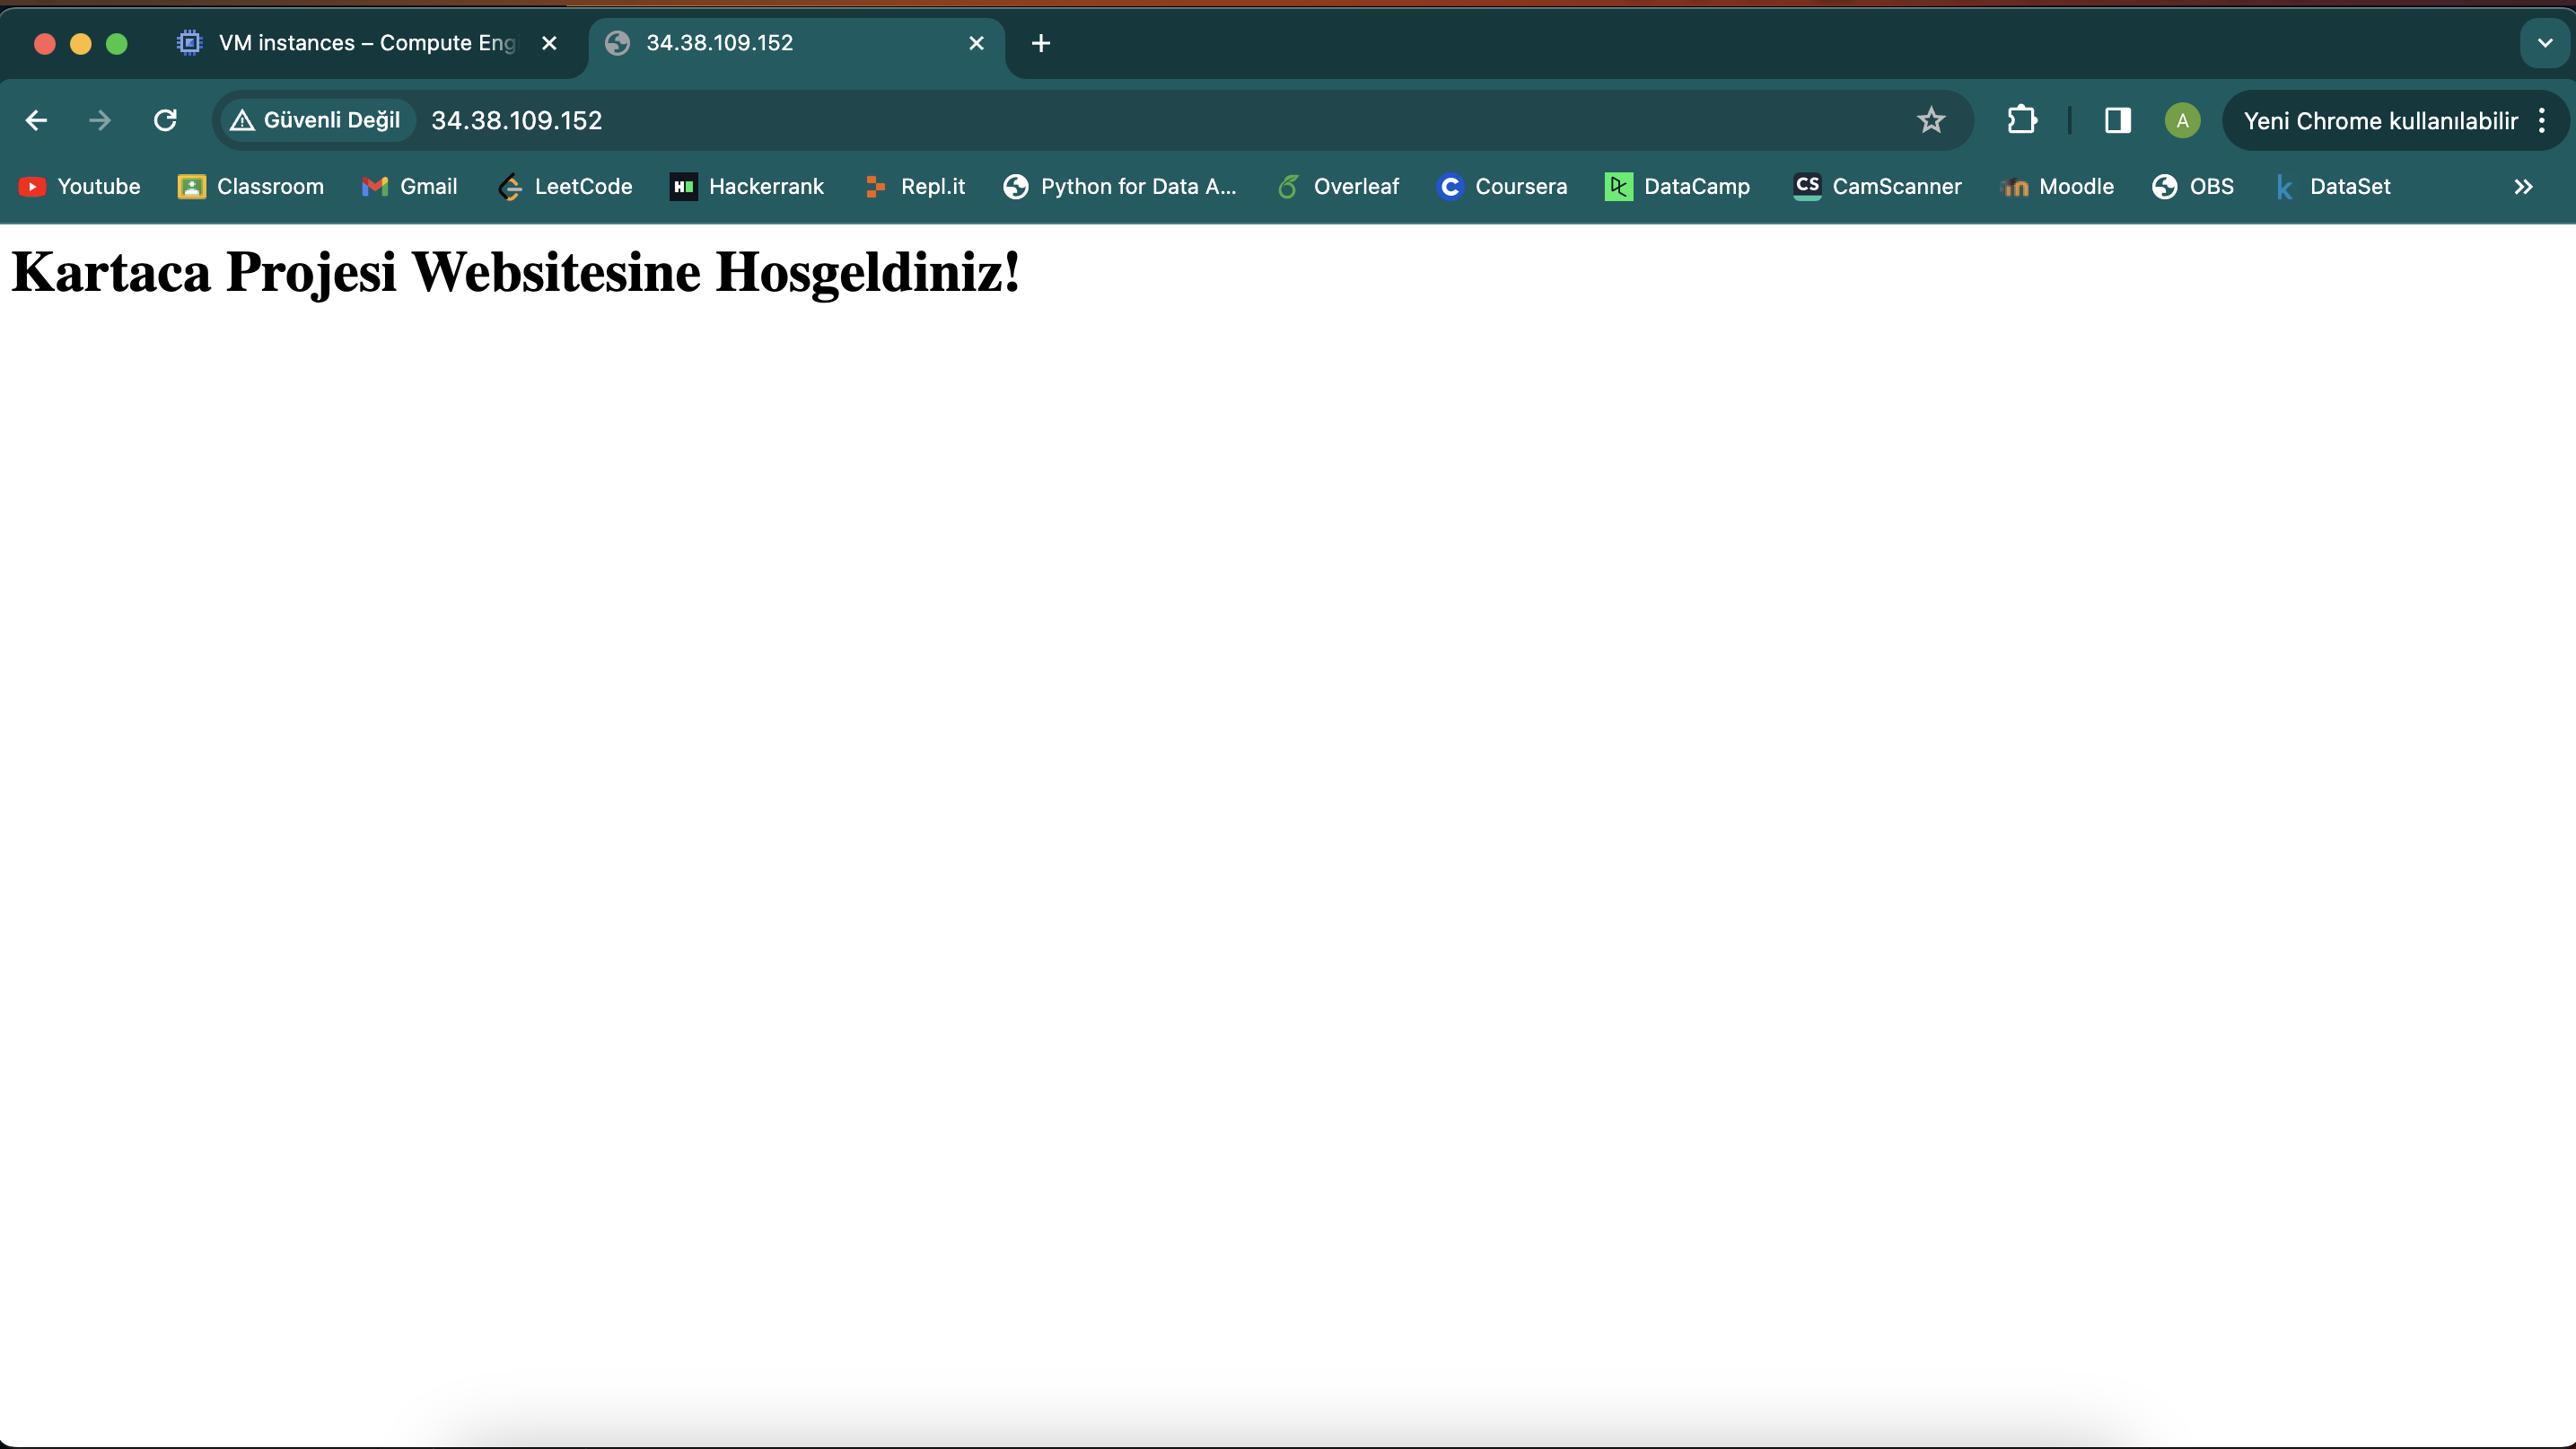 VM instances – Compute Eng
34.38.109.152
Güvenli Değil 34.38.109.152 A Yeni Chrome kullanılabilir
Youtube Classroom Gmail LeetCode Hackerrank Repl.it Python for Data A... Overleaf Coursera DataCamp CS CamScanner Moodle OBS DataSet
Kartaca Projesi Websitesine Hosgeldiniz!